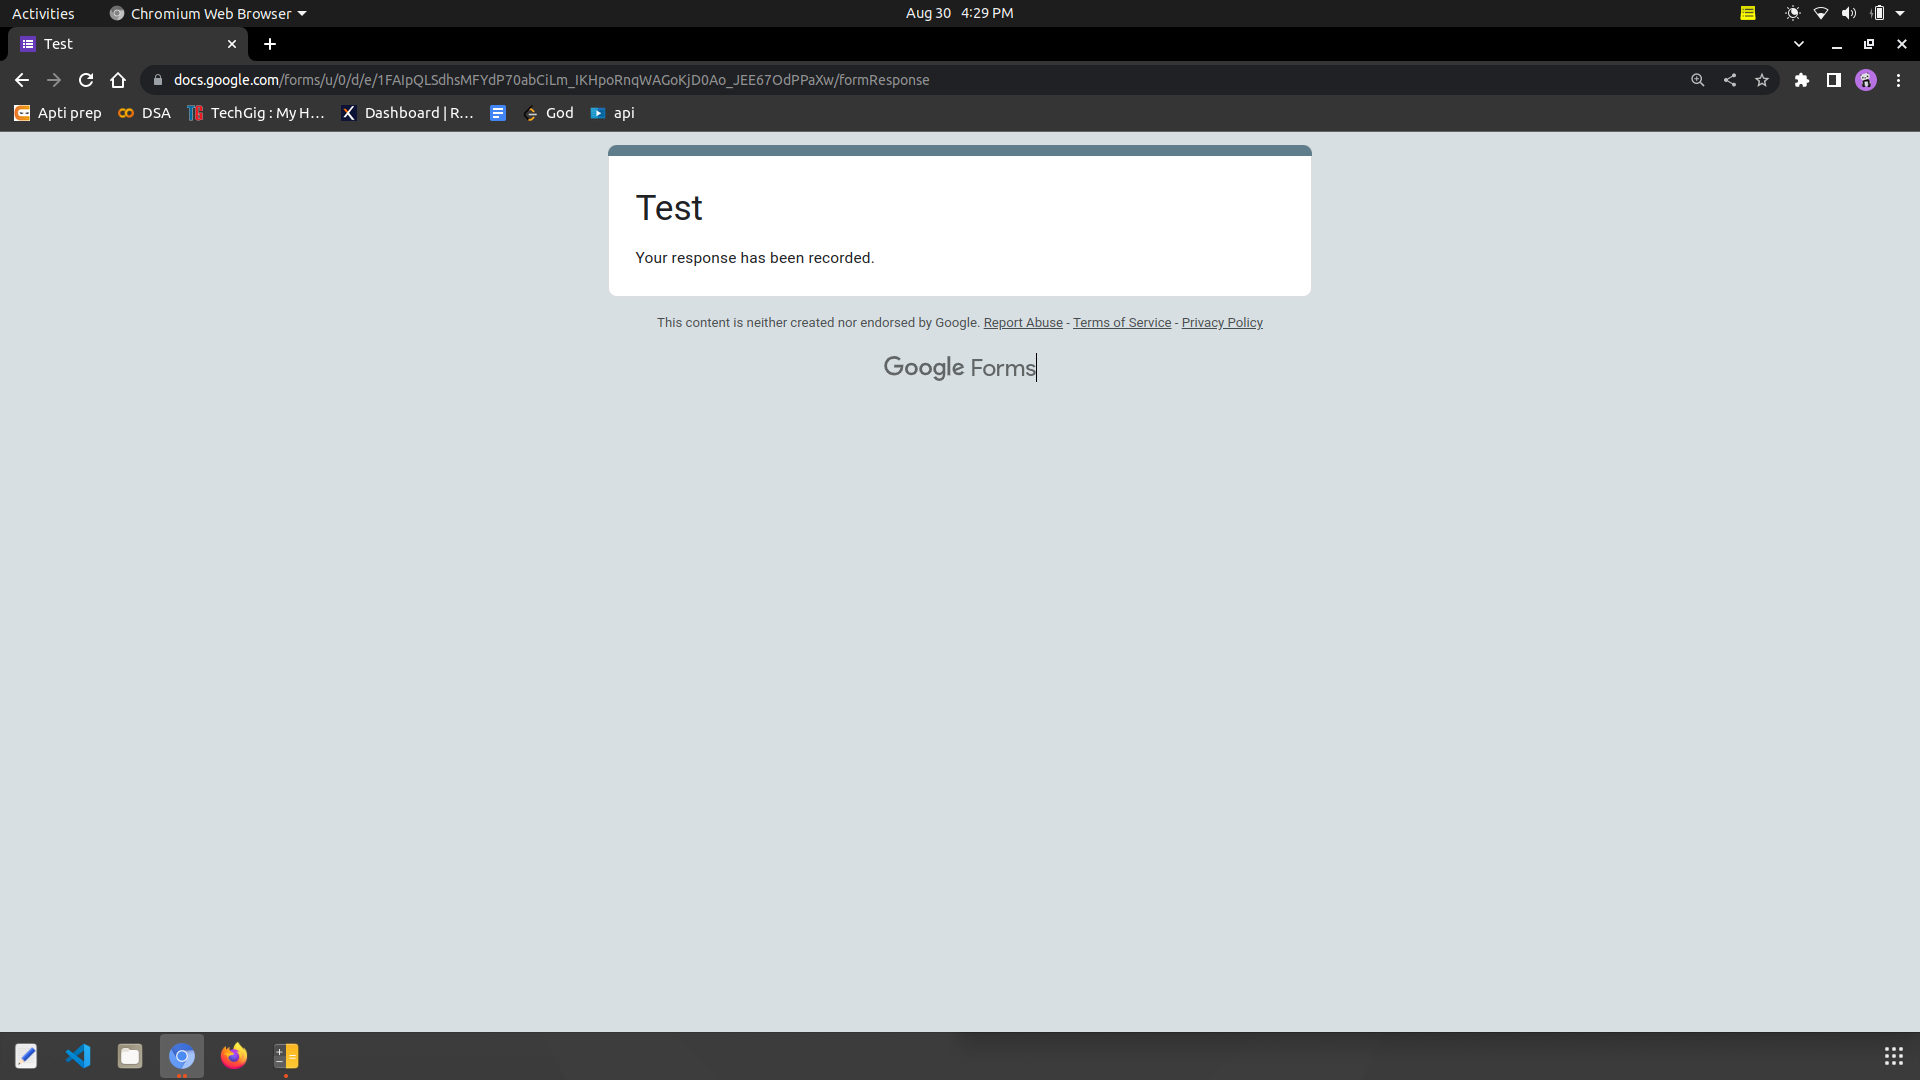 Activities
Chromium Web Browser
Aug 30 4:29 PM
Test
docs.google.com/forms/u/0/d/e/1FAIpQLSdhsMFYdP70abCiLm_IKHpoRnqWAGoKjD0Ao_JEE67OdPPaXw/formResponse
Apti prep
DSA
TechGig : My H...
Dashboard | R...
God
api
Test
Your response has been recorded.
This content is neither created nor endorsed by Google. Report Abuse - Terms of Service - Privacy Policy
Google Forms